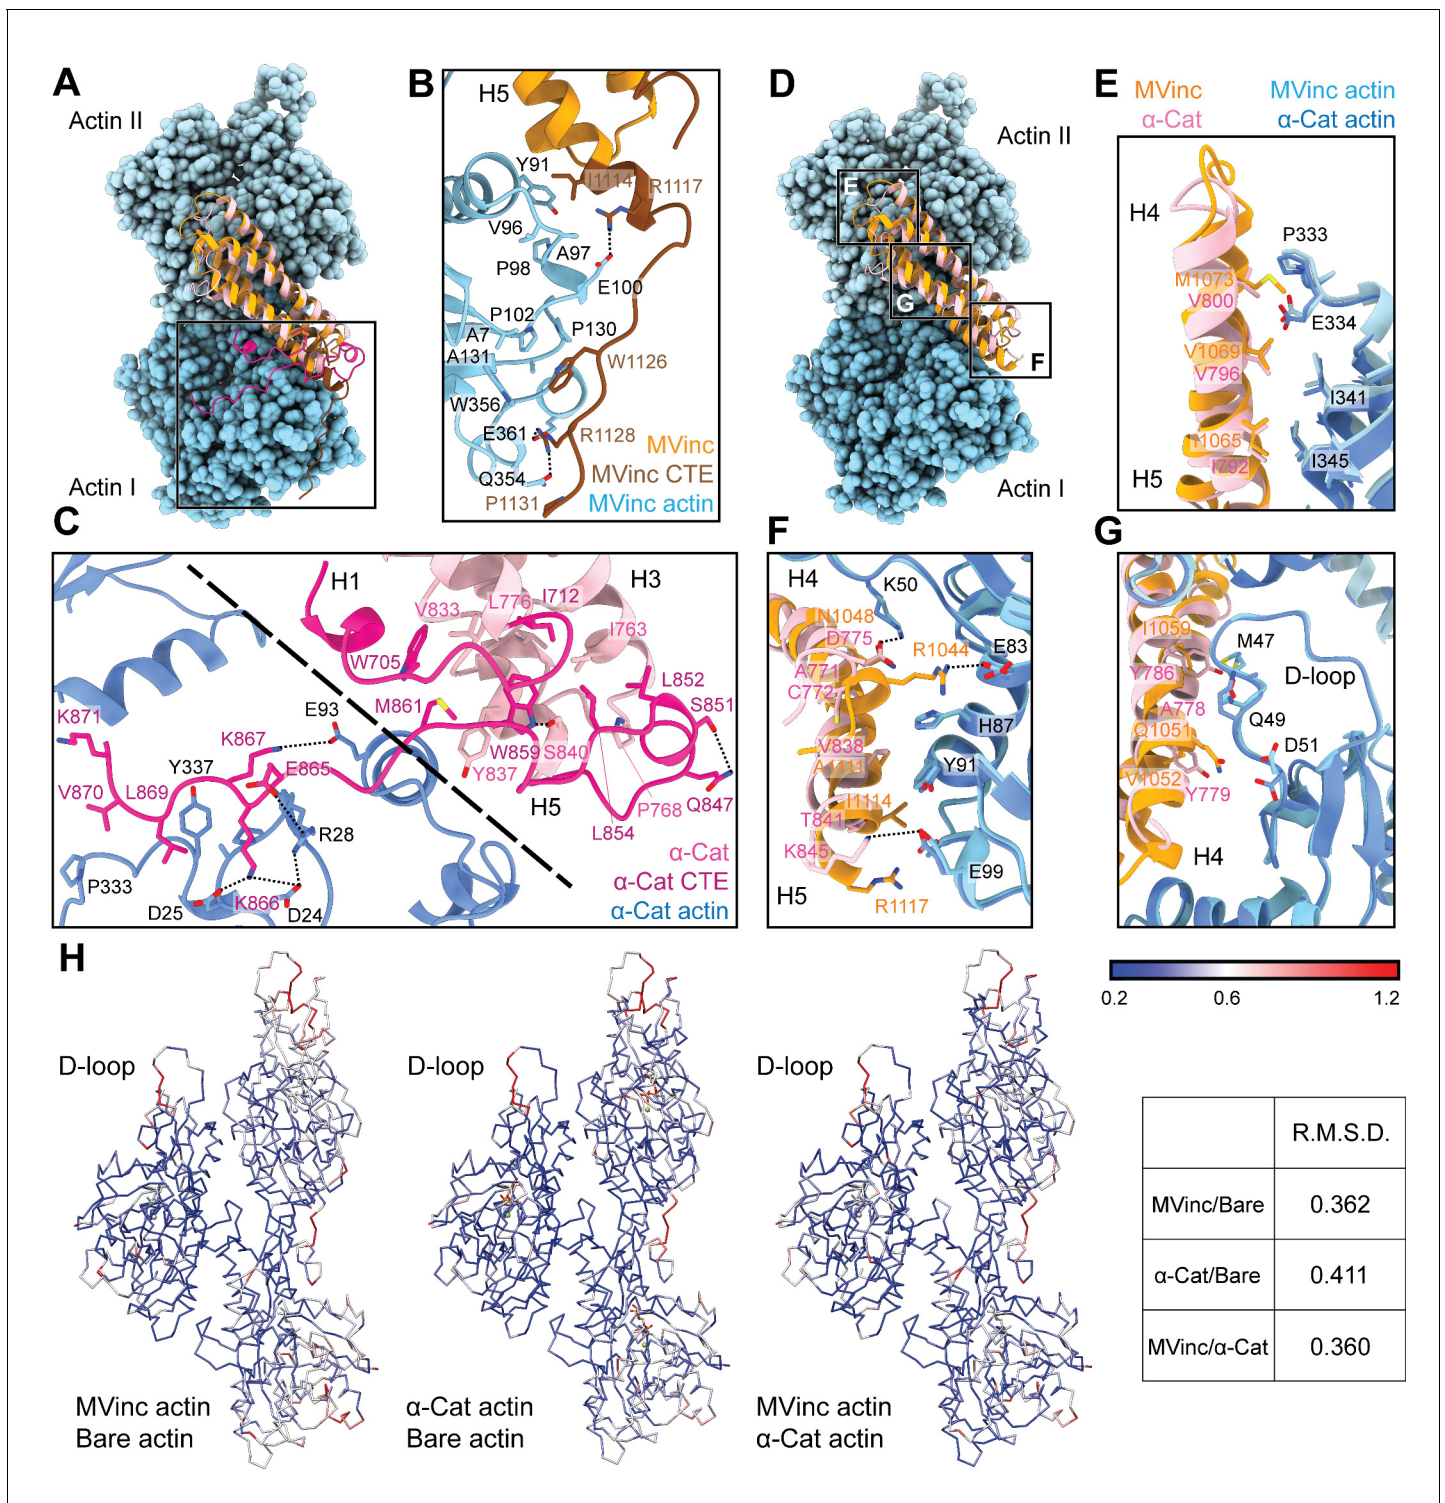 A
Actin II
Actin I
B
H5
Y91
I1114
R1117
V96
A97
P98
E100
P102
P130
A7
A131
W1126
W356
E361
R1128
Q354
P1131
MVinc
MVinc CTE
MVinc actin
D
Actin II
E
G
F
Actin I
E
MVinc
α-Cat
MVinc actin
α-Cat actin
H4
P333
M1073
V800
E334
V1069
V796
I341
I1065
I792
I345
H5
C
H1
H3
V833
L776
I712
I763
W705
L852
S851
M861
K871
E93
K867
W859
S840
Y337
E865
Y837
H5
P768
Q847
V870
L869
L854
R28
P333
D25
K866
D24
α-Cat
α-Cat CTE
α-Cat actin
F
H4
K50
N1048
D775
R1044
E83
A771
C772
H87
V838
A1111
Y91
I1114
T841
K845
E99
H5
R1117
G
I1059
M47
Y786
D-loop
A778
Q49
Q1051
D51
V1052
Y779
H4
H
0.2
0.6
1.2
D-loop
D-loop
D-loop
MVinc actin
Bare actin
α-Cat actin
Bare actin
MVinc actin
α-Cat actin
R.M.S.D.
MVinc/Bare 0.362
α-Cat/Bare 0.411
MVinc/α-Cat 0.360